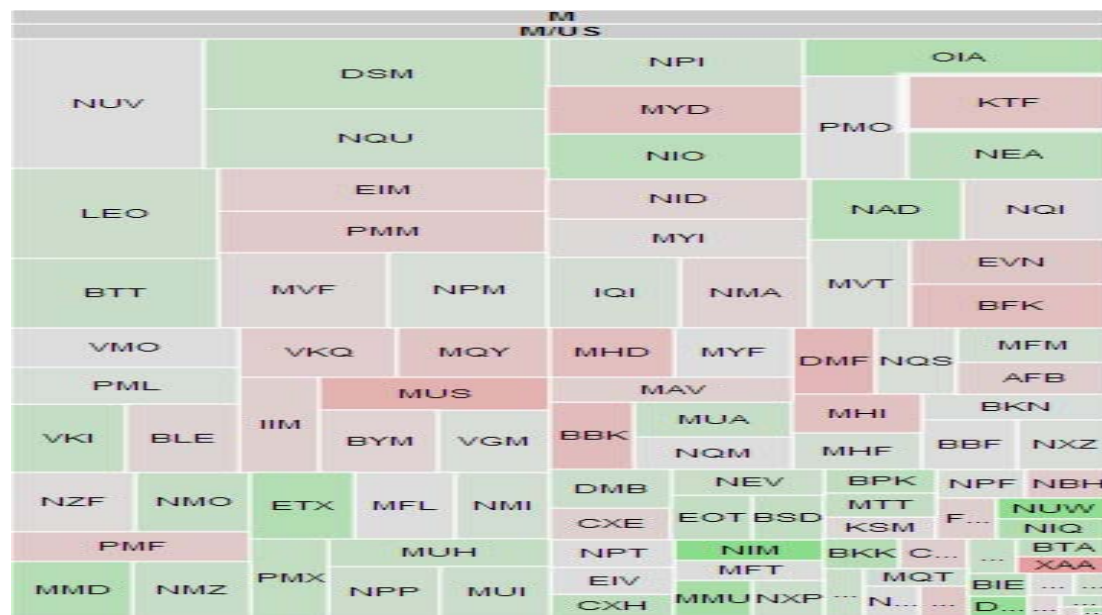 M
M/US
NUV
DSM
NQU
NPI
MYD
NIO
OIA
PMO
KTF
NEA
LEO
EIM
PMM
NID
MYI
NAD
NQI
BTT
MVF
NPM
IQI
NMA
MVT
EVN
BFK
VMO
PML
VKQ
MQY
MHD
MYF
DMF
NQS
MFM
AFB
IIM
MUS
MAV
VKI
BLE
BYM
VGM
BBK
MUA
NQM
MHI
MHF
BKN
BBF
NXZ
NZF
NMO
ETX
MFL
NMI
DMB
CXE
NEV
EOT
BSD
BPK
MTT
KSM
NPF
NBH
F...
NUW
NIQ
PMF
MMD
NMZ
PMX
MUH
NPP
MUI
NPT
EIV
CXH
NIM
MFT
MMU
NXP
BKK
C...
...
BTA
XAA
...
MQT
N...
...
BIE
...
...
D...
...
...